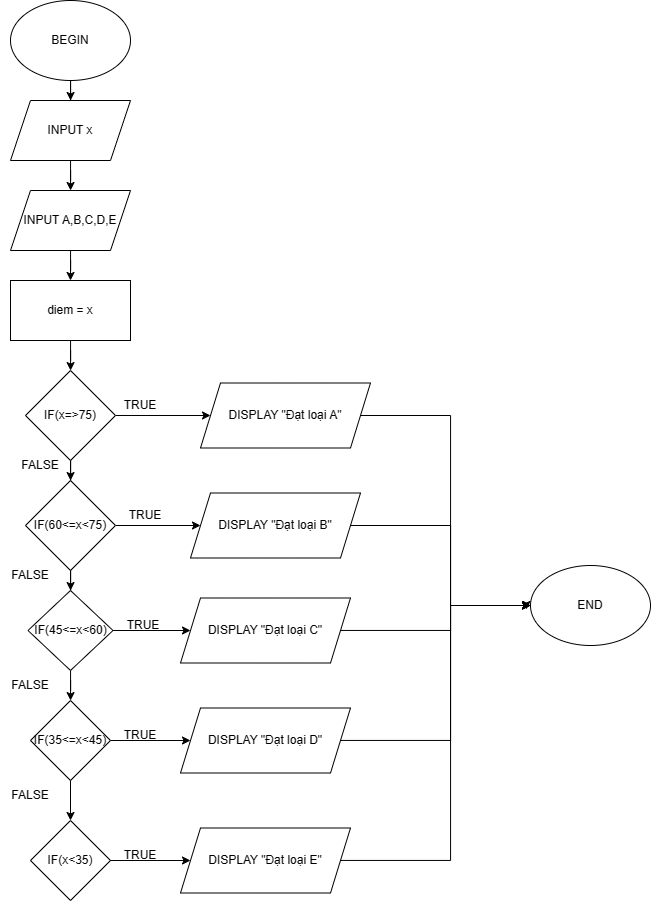 BEGIN
INPUT x
INPUT A,B,C,D,E
diem = x
IF(x=>75)
TRUE
DISPLAY "Đạt loại A"
FALSE
IF(60<=x<75)
TRUE
DISPLAY "Đạt loại B"
FALSE
IF(45<=x<60)
TRUE
DISPLAY "Đạt loại C"
END
FALSE
IF(35<=x<45)
TRUE
DISPLAY "Đạt loại D"
FALSE
IF(x<35)
TRUE
DISPLAY "Đạt loại E"